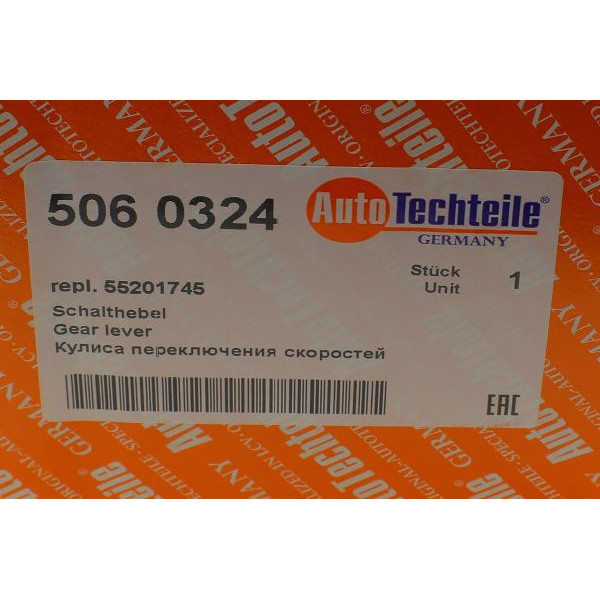 506 0324
AutoTechteile®
GERMANY
Stück
Unit 1
repl. 55201745
Schalthebel
Gear lever
Кулиса переключения скоростей
EAC